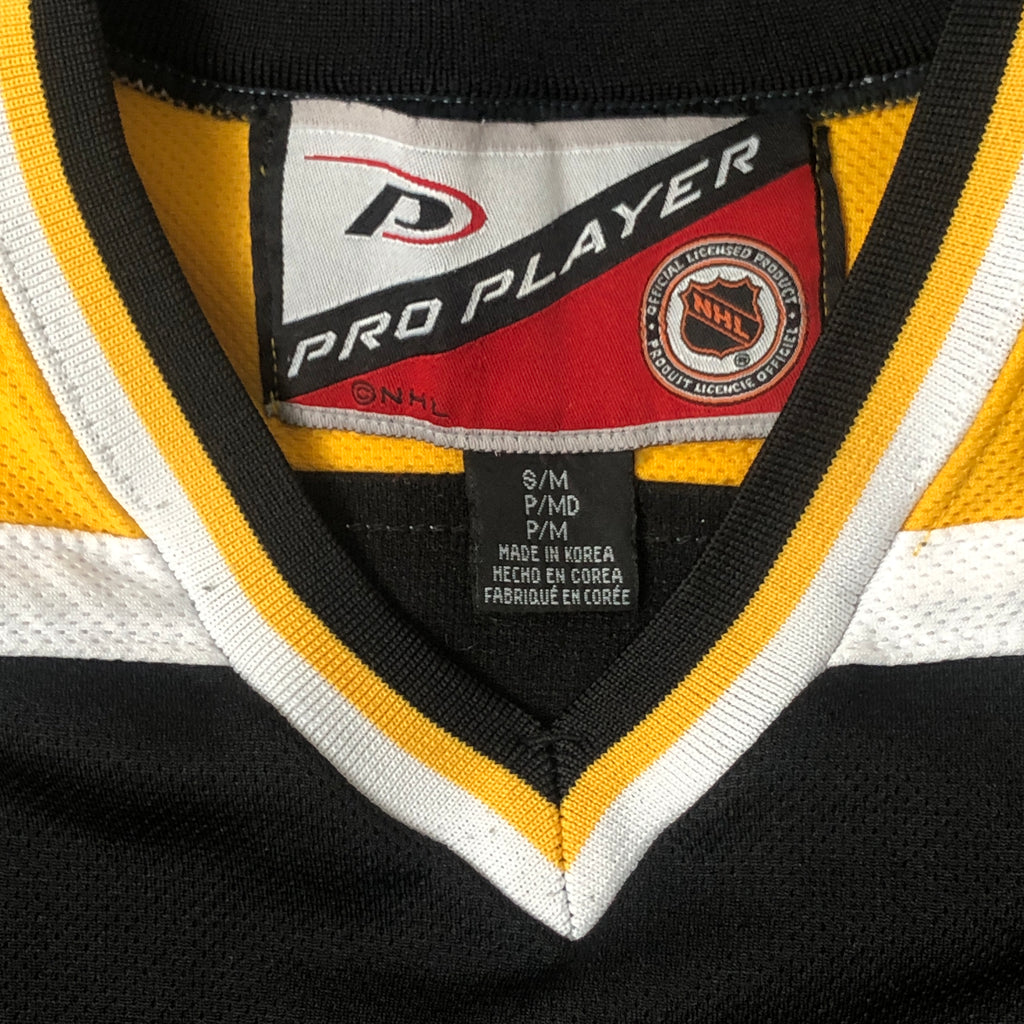 PRO PLAYER
OFFICIAL LICENSED PRODUCT
NHL
®
• PRODUIT LICENCIE OFFICIEL •
©NHL
S/M
P/MD
P/M
MADE IN KOREA
HECHO EN COREA
FABRIQUÉ EN CORÉE